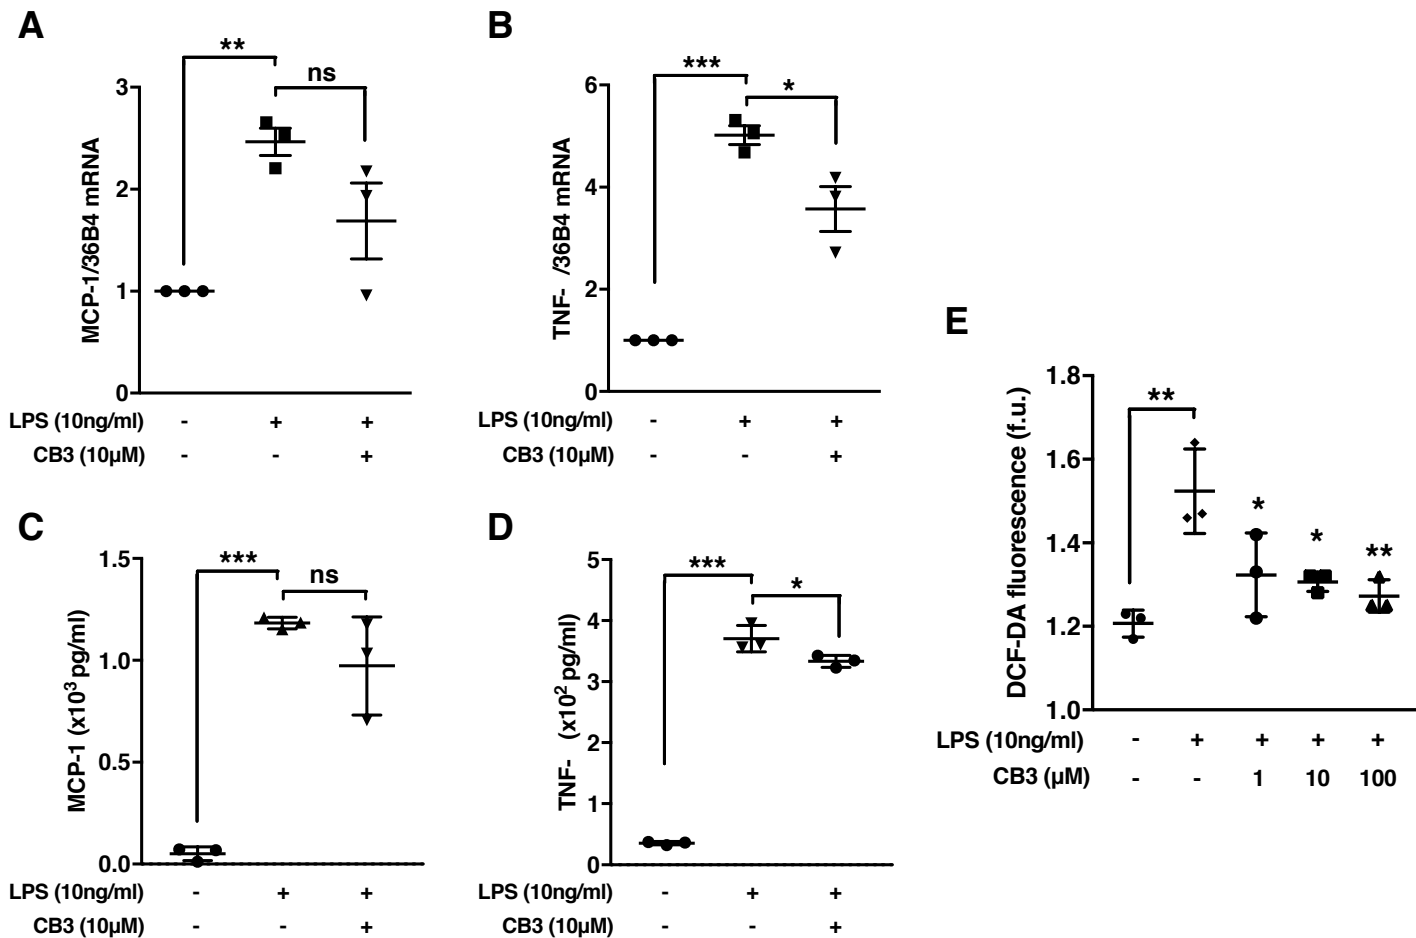 A
**
ns
3
2
1
0
MCP-1/36B4 mRNA
LPS (10ng/ml) - + +
CB3 (10µM) - - +
B
***
*
6
4
2
0
TNF- /36B4 mRNA
LPS (10ng/ml) - + +
CB3 (10µM) - - +
C
***
ns
1.5
1.0
0.5
0.0
MCP-1 (x10³ pg/ml)
LPS (10ng/ml) - + +
CB3 (10µM) - - +
D
***
*
5
4
3
2
1
0
TNF- (x10² pg/ml)
LPS (10ng/ml) - + +
CB3 (10µM) - - +
E
**
*
*
**
1.8
1.6
1.4
1.2
1.0
DCF-DA fluorescence (f.u.)
LPS (10ng/ml) - + + + +
CB3 (µM) - - 1 10 100